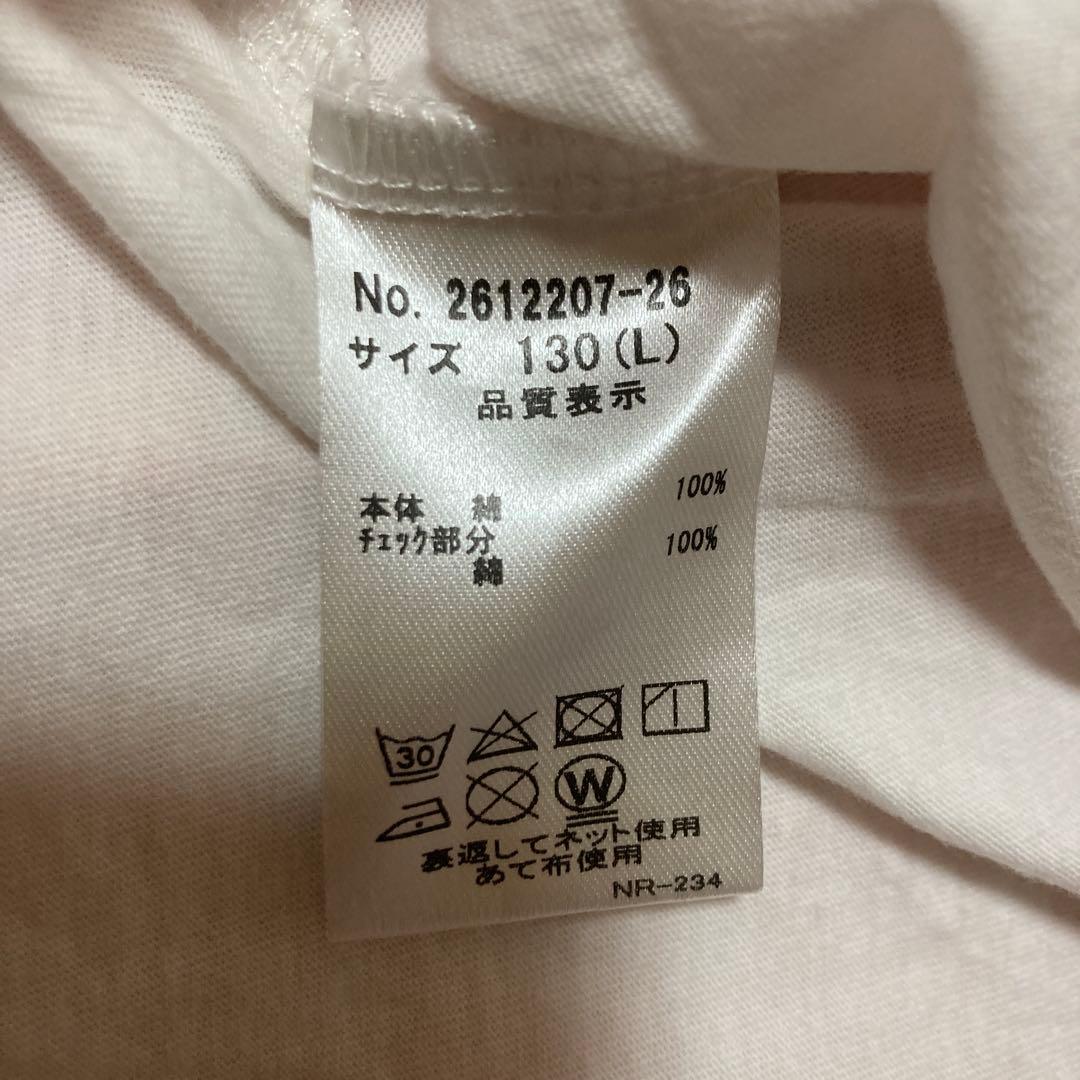 No. 2612207-26
サイズ 130(L)
品質表示
本体 綿 100%
チェック部分 100%
綿
30
W
裏返してネット使用
あて布使用
NR-234